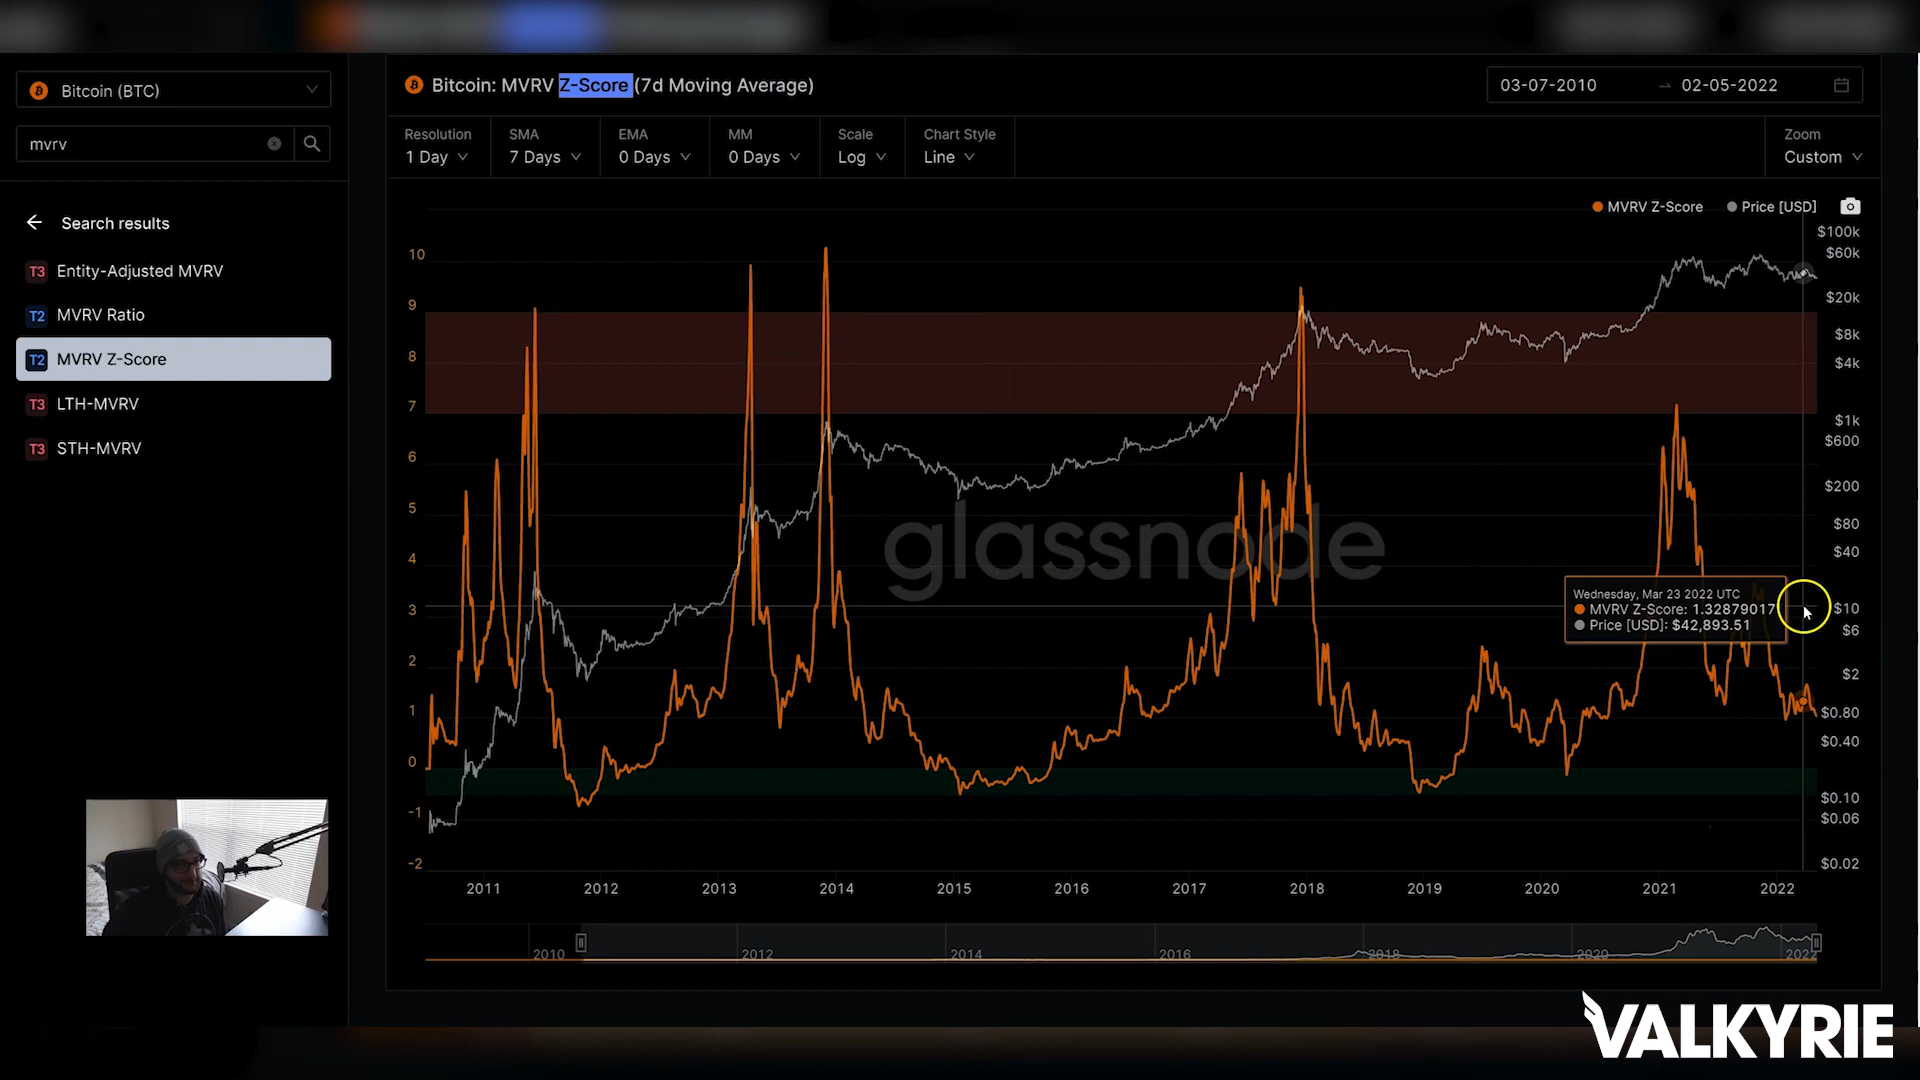 Bitcoin (BTC)
mvrv
Search results
T3 Entity-Adjusted MVRV
T2 MVRV Ratio
T2 MVRV Z-Score
T3 LTH-MVRV
T3 STH-MVRV
Bitcoin: MVRV Z-Score (7d Moving Average)
03-07-2010 → 02-05-2022
Resolution SMA EMA MM Scale Chart Style Zoom
1 Day 7 Days 0 Days 0 Days Log Line Custom
MVRV Z-Score Price [USD]
10
9
8
7
6
5
4
3
2
1
0
-1
-2
$100k
$60k
$20k
$8k
$4k
$1k
$600
$200
$80
$40
$10
$6
$2
$0.80
$0.40
$0.10
$0.06
$0.02
glassnode
Wednesday, Mar 23 2022 UTC
MVRV Z-Score: 1.32879017
Price [USD]: $42,893.51
2011 2012 2013 2014 2015 2016 2017 2018 2019 2020 2021 2022
2010 2012 2014 2016 2018 2020 2022
VALKYRIE